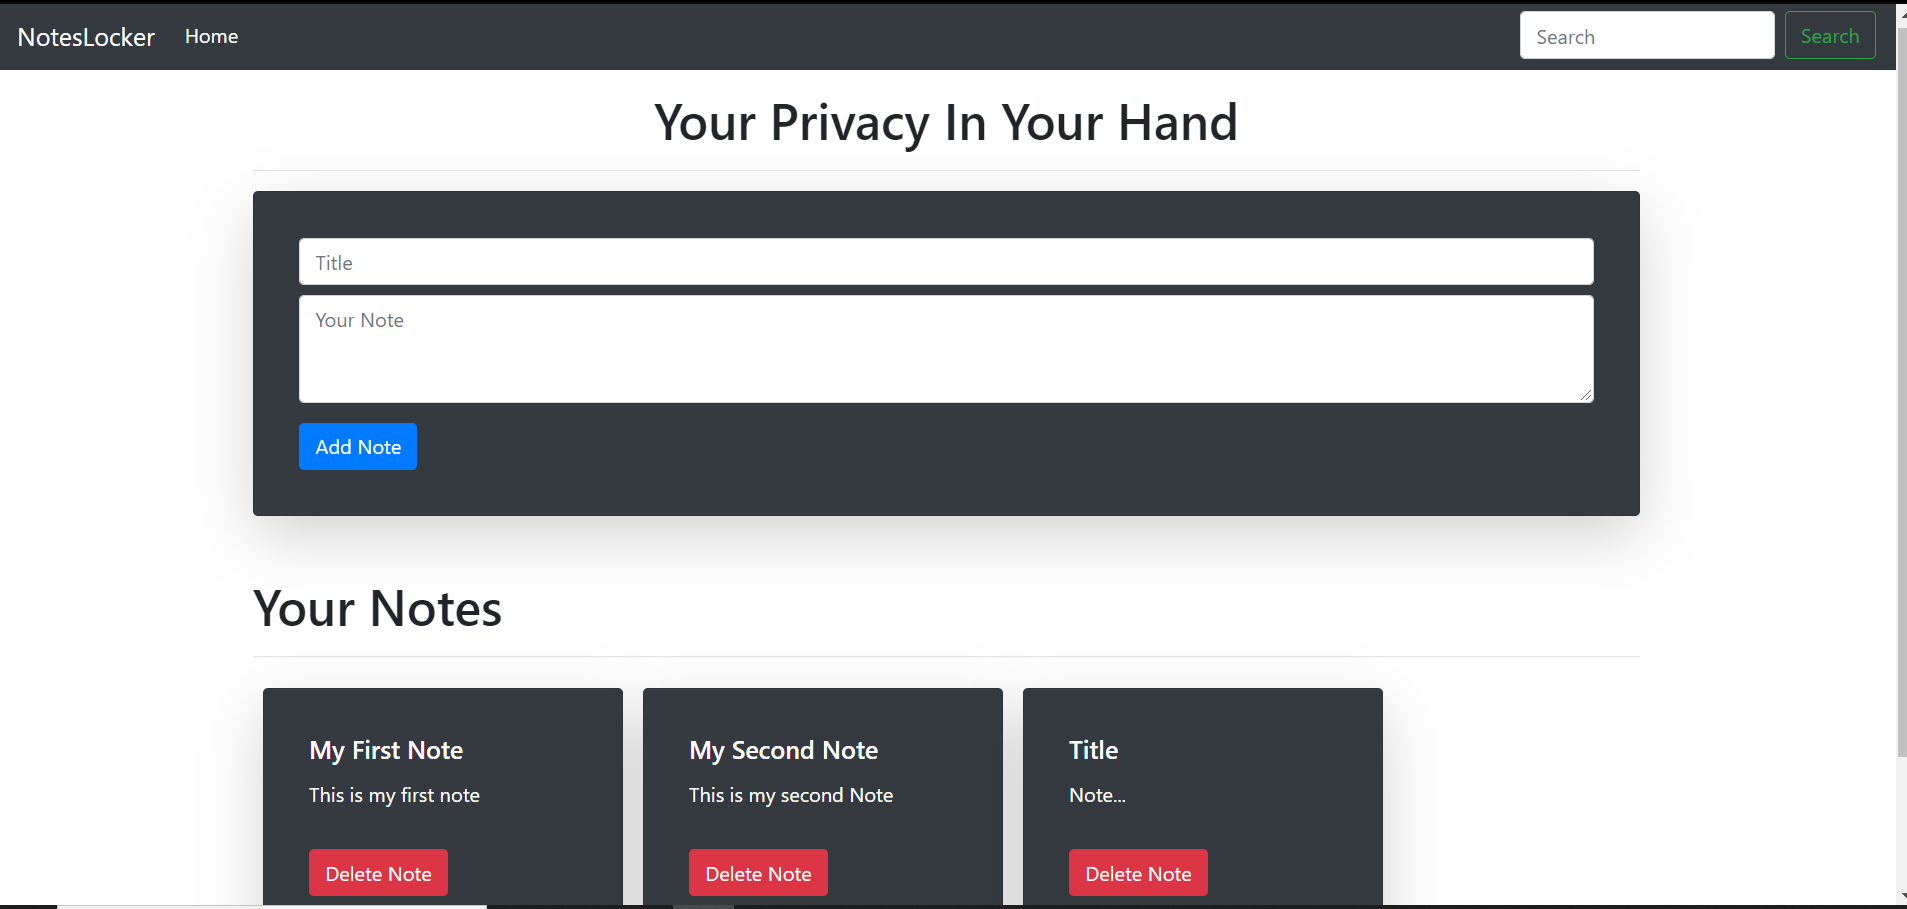 NotesLocker Home Search Search
Your Privacy In Your Hand
Title
Your Note
Add Note
Your Notes
My First Note
This is my first note
Delete Note
My Second Note
This is my second Note
Delete Note
Title
Note...
Delete Note